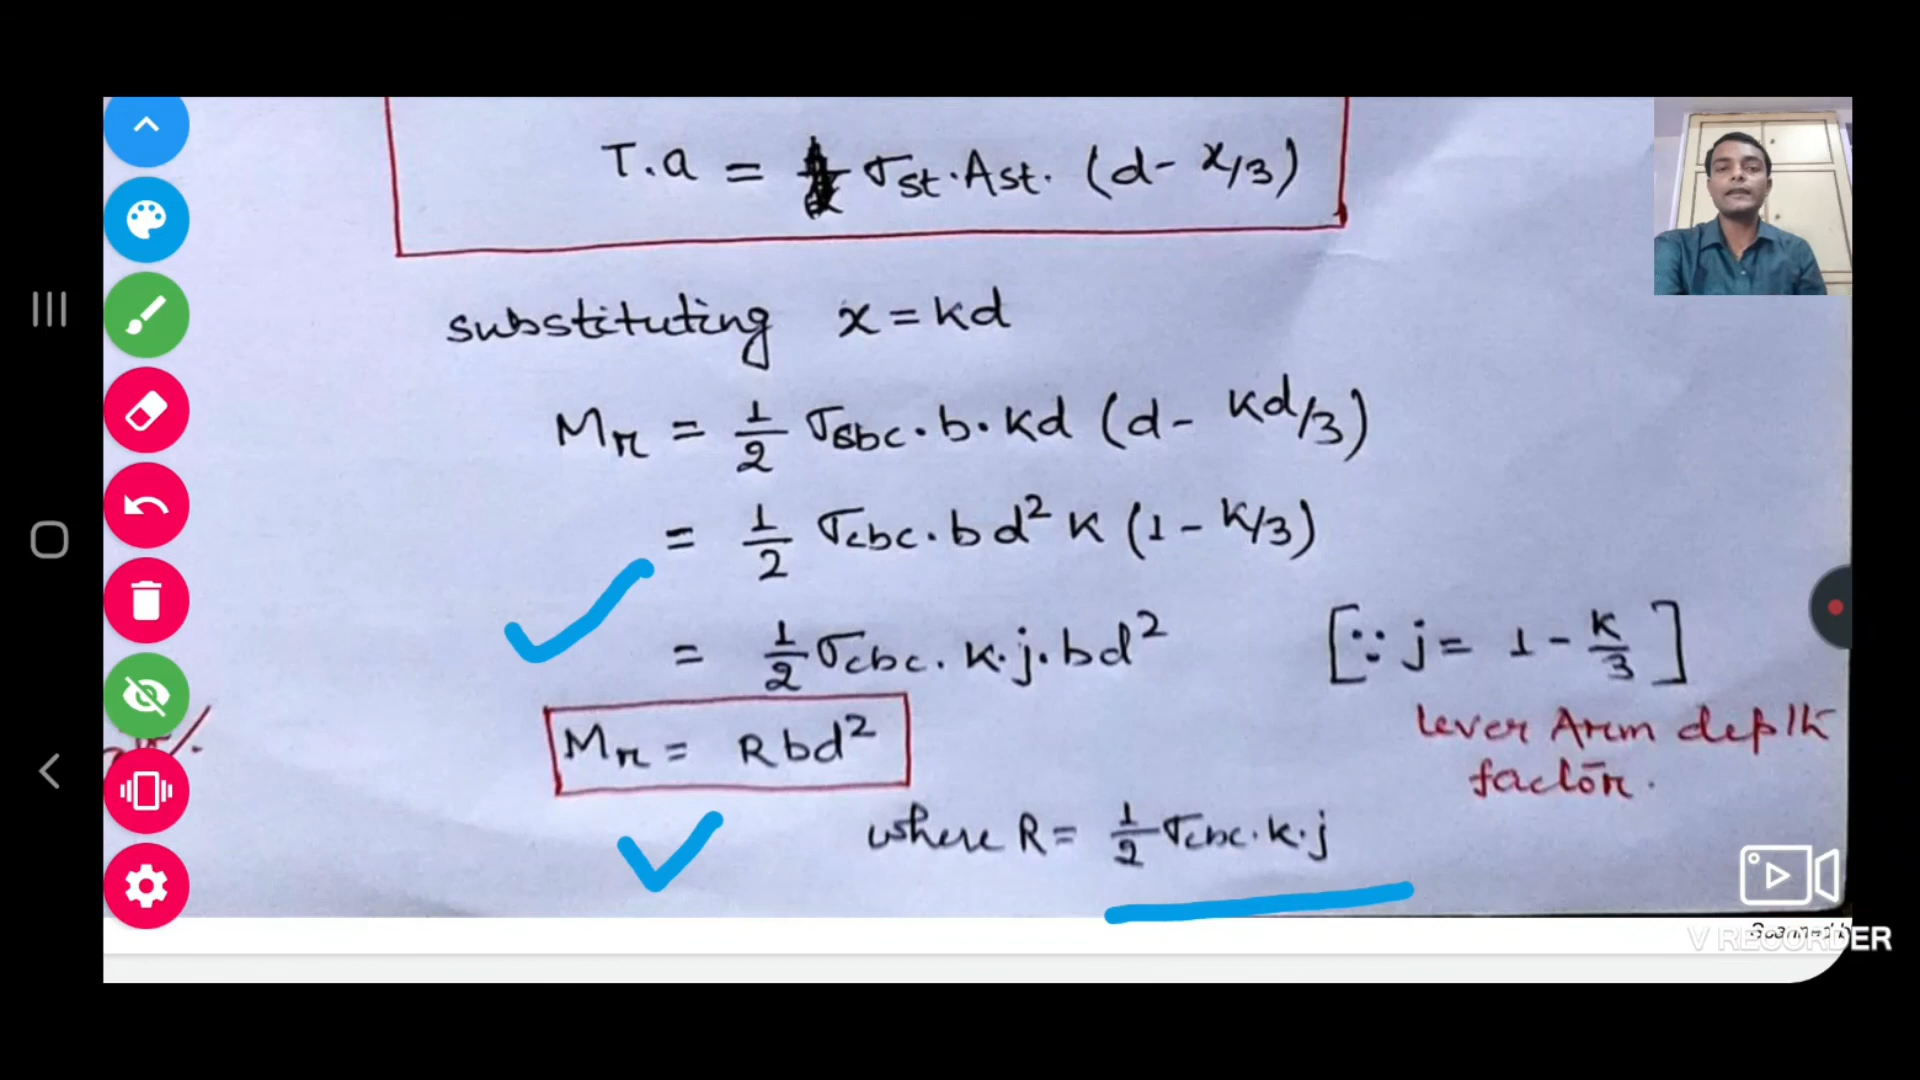 T.a = σst.Ast. (d - x/3)
substituting x = kd
Mr = 1/2 σcbc.b.kd (d - kd/3)
= 1/2 σcbc.bd² k (1 - k/3)
= 1/2 σcbc.k.j.bd² [∵ j = 1 - k/3]
Lever Arm depth
factor.
Mr = Rbd²
where R = 1/2 σcbc.k.j
V RECORDER